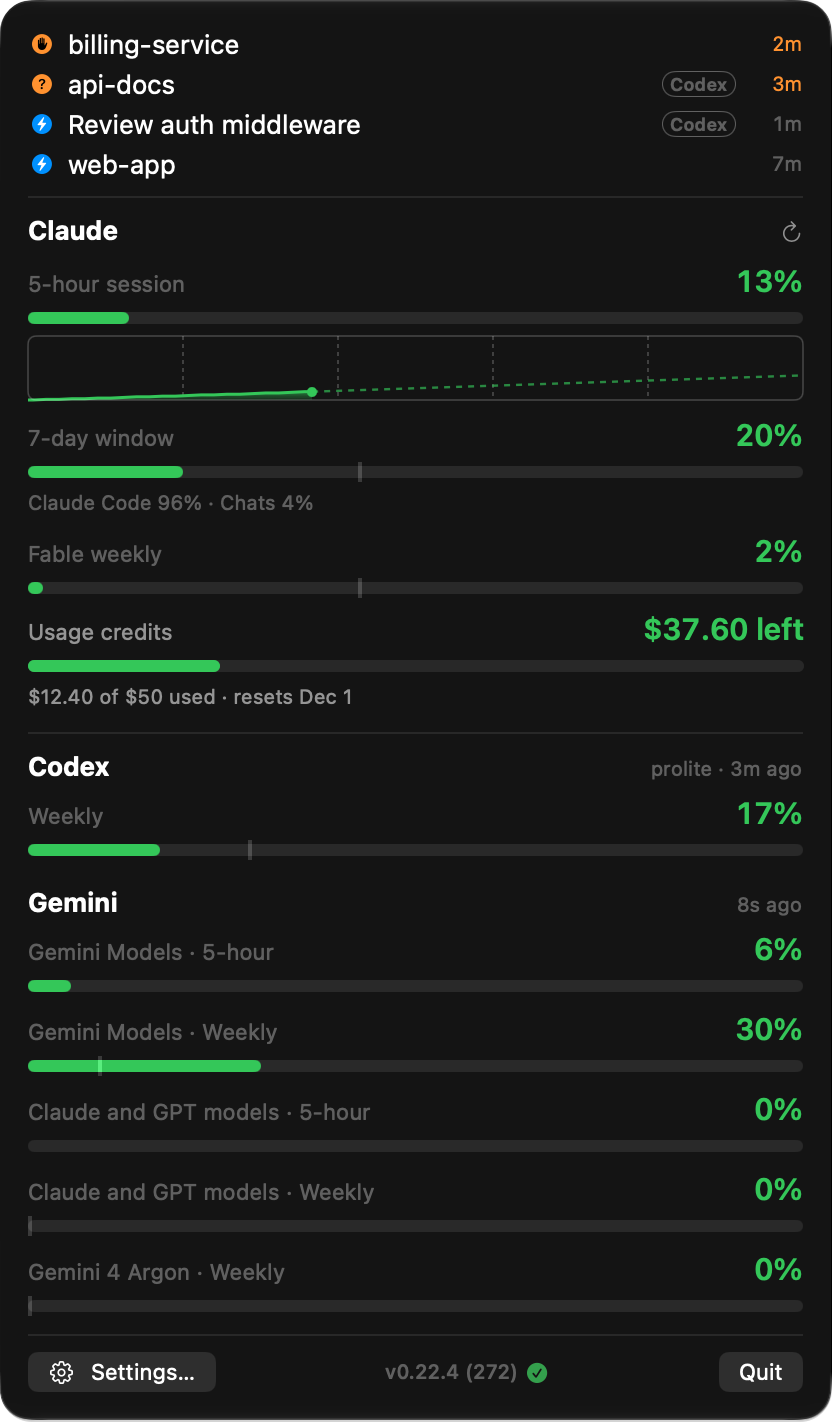 billing-service 2m
? api-docs Codex 3m
Review auth middleware Codex 1m
web-app 7m
Claude
5-hour session 13%
7-day window 20%
Claude Code 96% · Chats 4%
Fable weekly 2%
Usage credits $37.60 left
$12.40 of $50 used · resets Dec 1
Codex prolite · 3m ago
Weekly 17%
Gemini 8s ago
Gemini Models · 5-hour 6%
Gemini Models · Weekly 30%
Claude and GPT models · 5-hour 0%
Claude and GPT models · Weekly 0%
Gemini 4 Argon · Weekly 0%
Settings... v0.22.4 (272) Quit